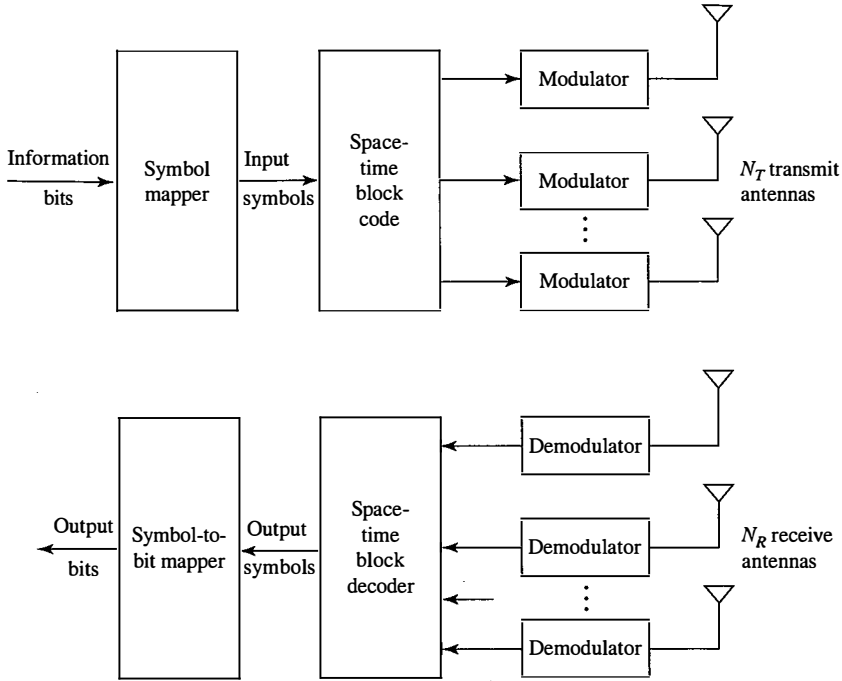 Information
bits
Symbol
mapper
Input
symbols
Space-
time
block
code
Modulator
Modulator
⋮
Modulator
N_T transmit
antennas
Output
bits
Symbol-to-
bit mapper
Output
symbols
Space-
time
block
decoder
Demodulator
Demodulator
⋮
Demodulator
N_R receive
antennas